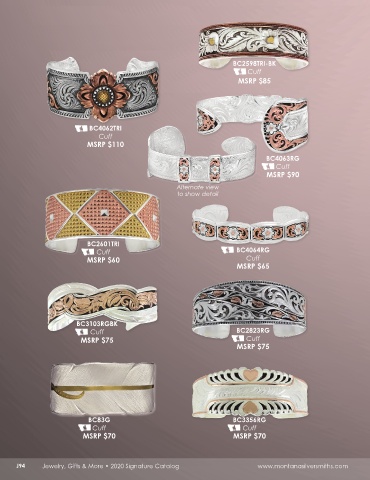 BC2598TRI-BK
Cuff
MSRP $85
BC4062TRI
Cuff
MSRP $110
BC4063RG
Cuff
MSRP $90
Alternate view
to show detail
BC2601TRI
Cuff
MSRP $60
BC4064RG
Cuff
MSRP $65
BC3103RGBK
Cuff
MSRP $75
BC2823RG
Cuff
MSRP $75
BC83G
Cuff
MSRP $70
BC3356RG
Cuff
MSRP $70
J94 Jewelry, Gifts & More • 2020 Signature Catalog www.montanasilversmiths.com